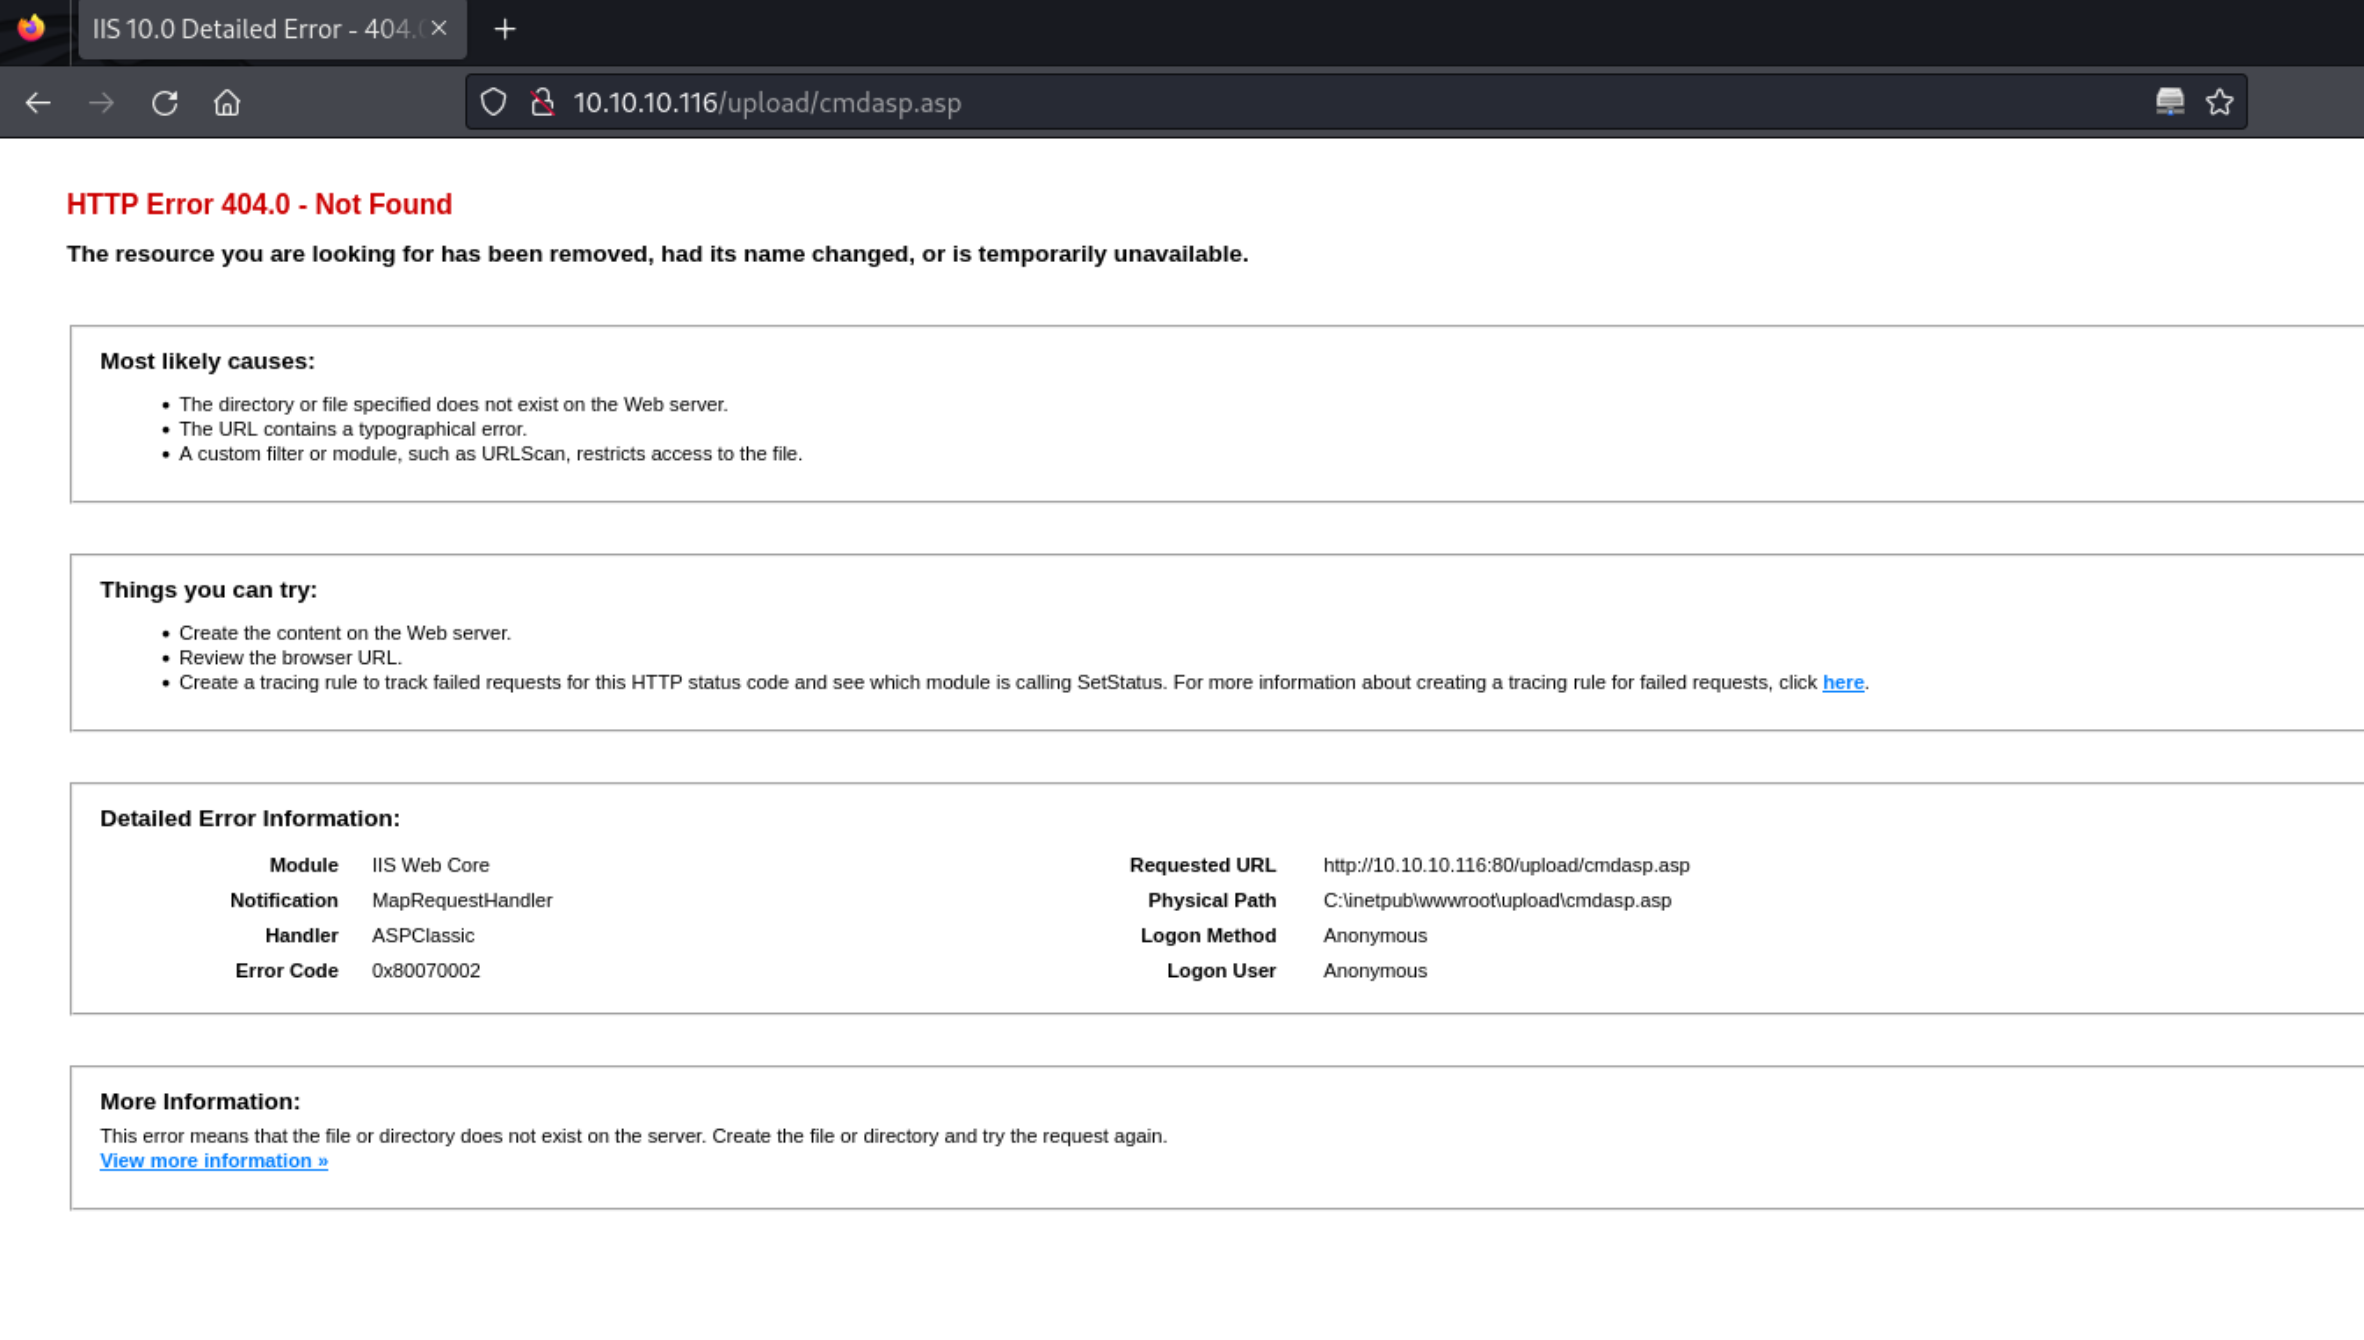 IIS 10.0 Detailed Error - 404.0
10.10.10.116/upload/cmdasp.asp
HTTP Error 404.0 - Not Found
The resource you are looking for has been removed, had its name changed, or is temporarily unavailable.
Most likely causes:
• The directory or file specified does not exist on the Web server.
• The URL contains a typographical error.
• A custom filter or module, such as URLScan, restricts access to the file.
Things you can try:
• Create the content on the Web server.
• Review the browser URL.
• Create a tracing rule to track failed requests for this HTTP status code and see which module is calling SetStatus. For more information about creating a tracing rule for failed requests, click here.
Detailed Error Information:
Module IIS Web Core
Notification MapRequestHandler
Handler ASPClassic
Error Code 0x80070002
Requested URL http://10.10.10.116:80/upload/cmdasp.asp
Physical Path C:\inetpub\wwwroot\upload\cmdasp.asp
Logon Method Anonymous
Logon User Anonymous
More Information:
This error means that the file or directory does not exist on the server. Create the file or directory and try the request again.
View more information »